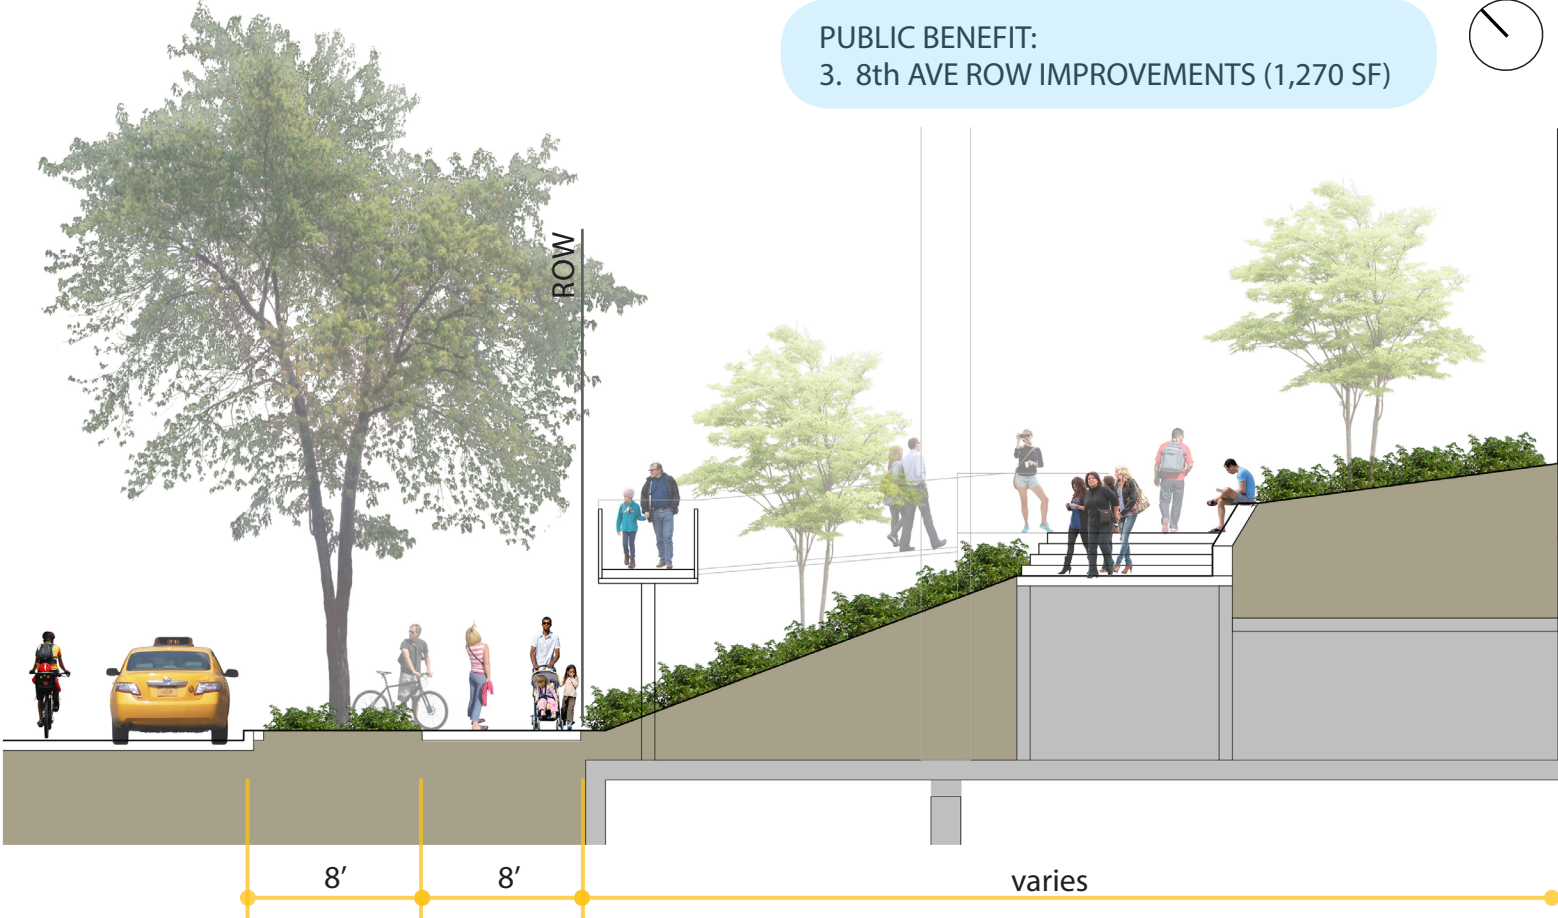 PUBLIC BENEFIT:
3. 8th AVE ROW IMPROVEMENTS (1,270 SF)
ROW
8’
8’
varies